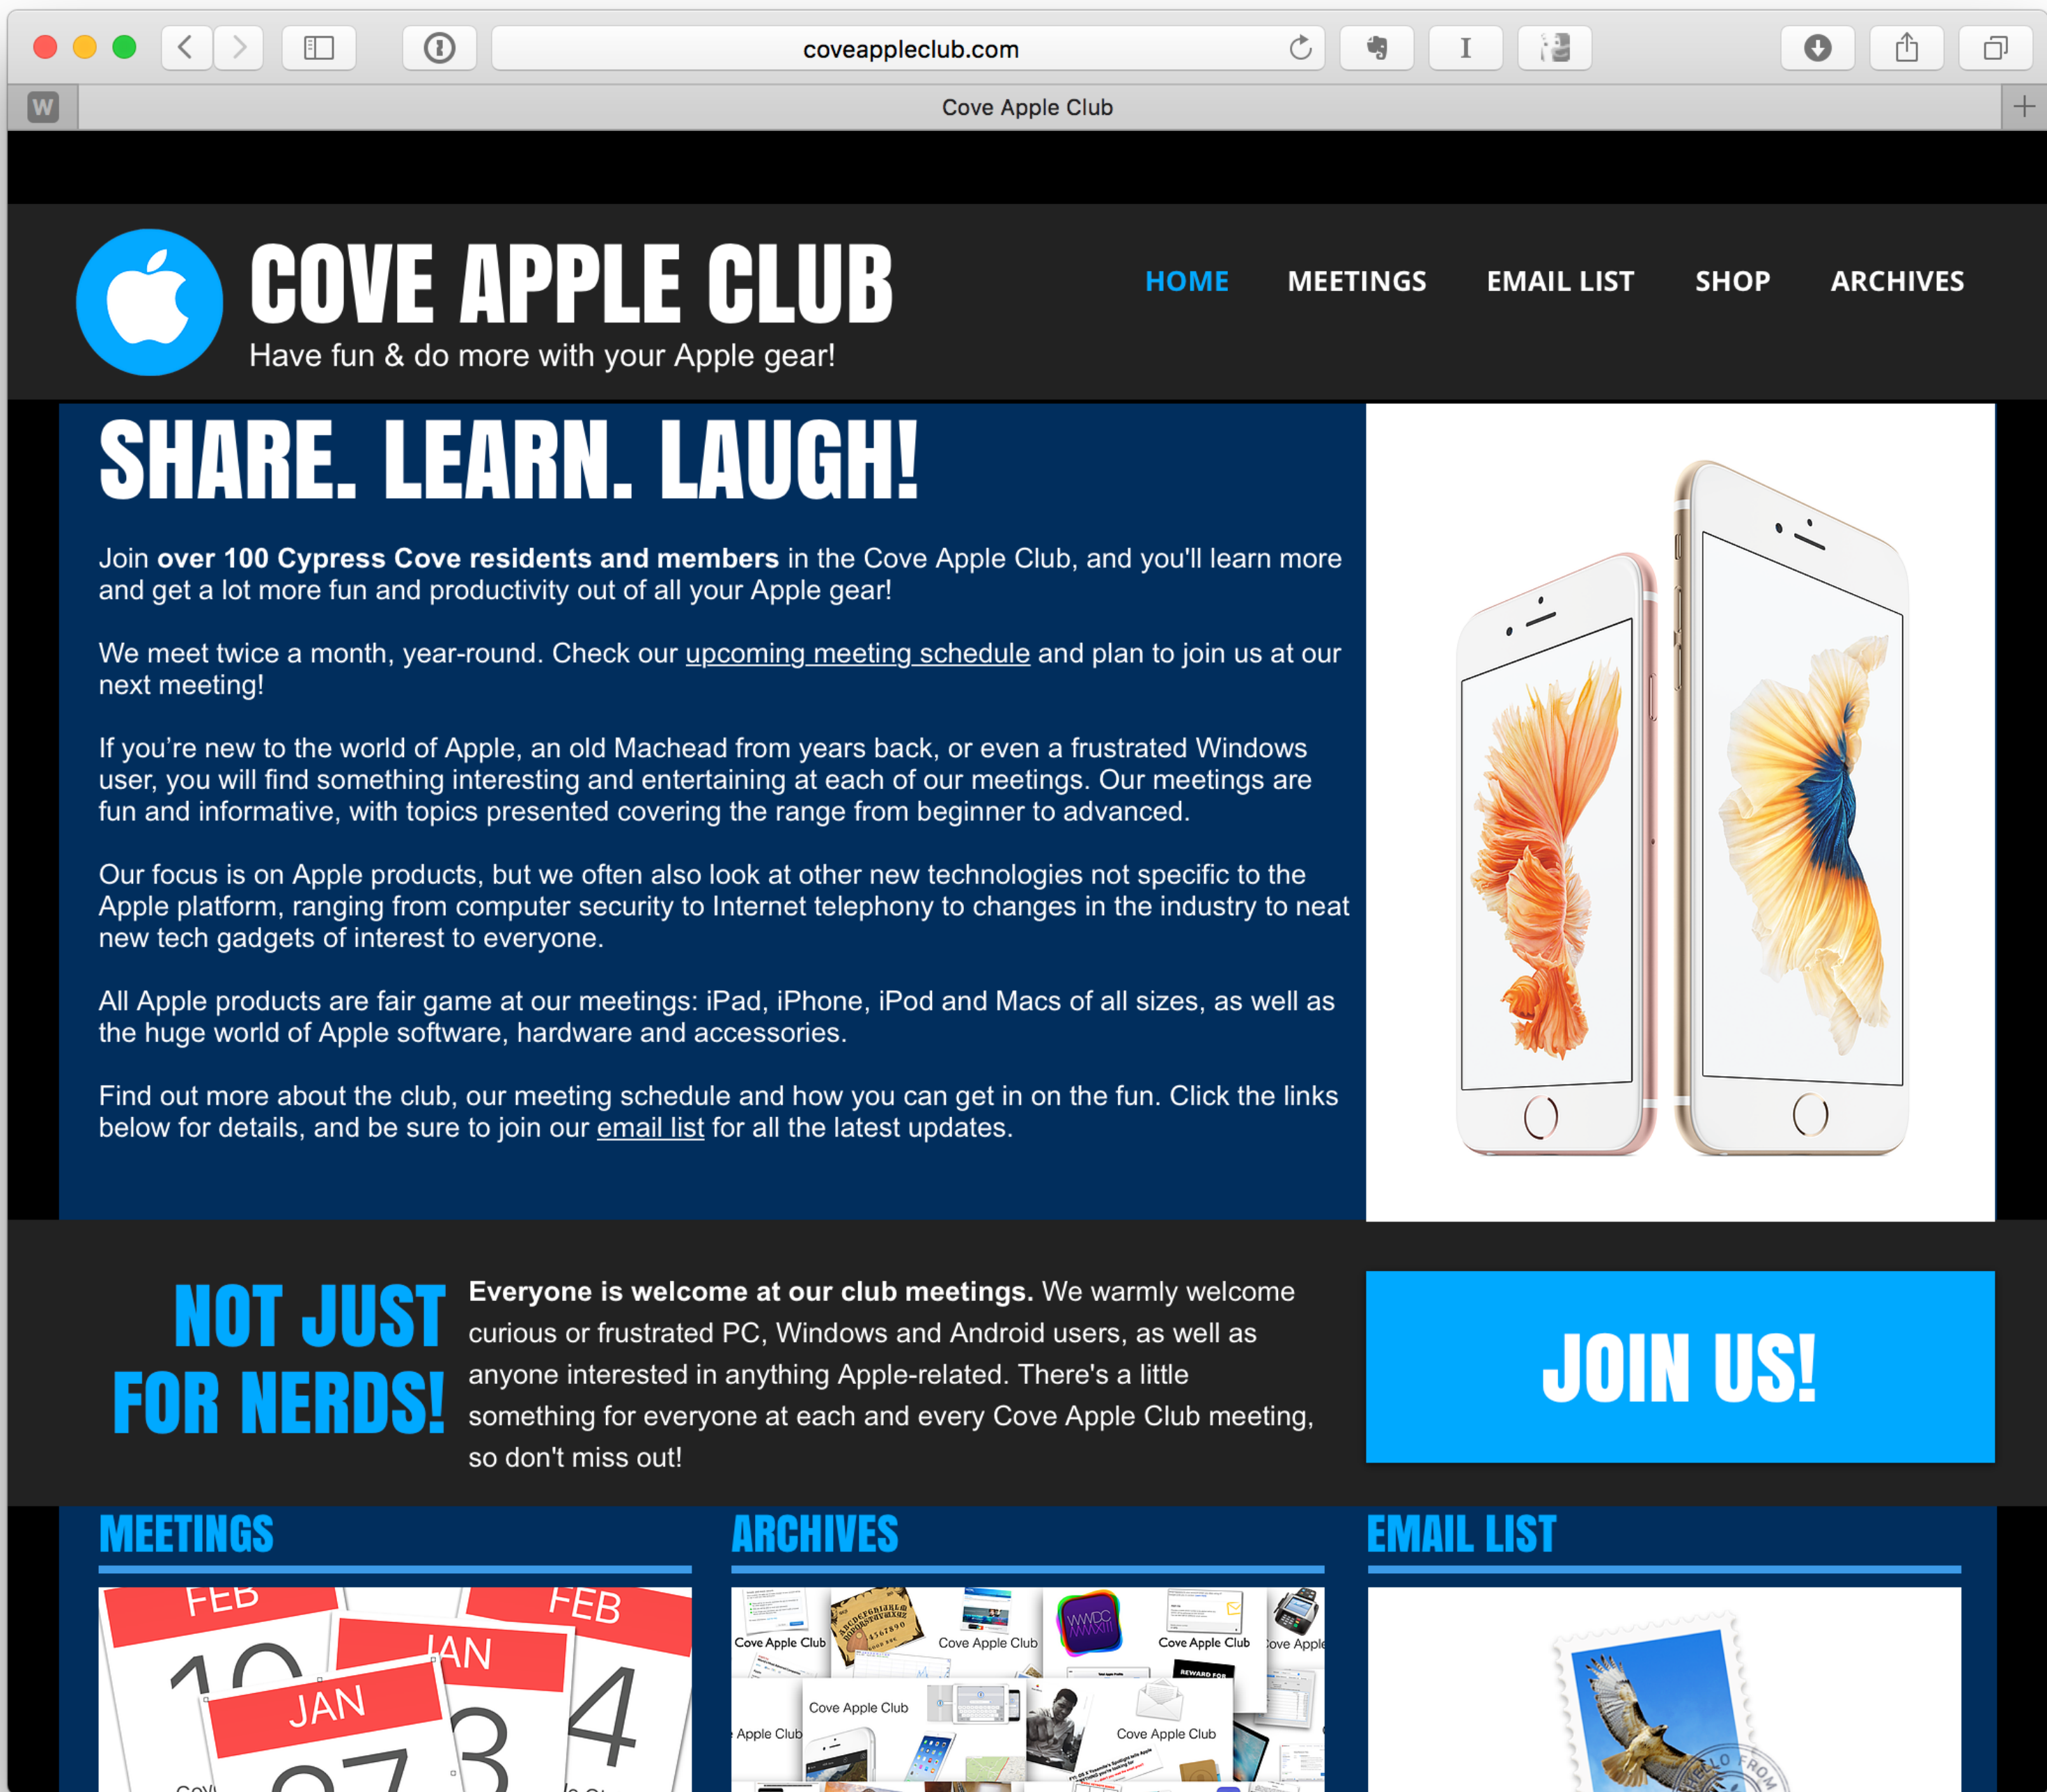 coveappleclub.com
W
Cove Apple Club
COVE APPLE CLUB
Have fun & do more with your Apple gear!
HOME MEETINGS EMAIL LIST SHOP ARCHIVES
SHARE. LEARN. LAUGH!
Join over 100 Cypress Cove residents and members in the Cove Apple Club, and you'll learn more
and get a lot more fun and productivity out of all your Apple gear!
We meet twice a month, year-round. Check our upcoming meeting schedule and plan to join us at our
next meeting!
If you’re new to the world of Apple, an old Machead from years back, or even a frustrated Windows
user, you will find something interesting and entertaining at each of our meetings. Our meetings are
fun and informative, with topics presented covering the range from beginner to advanced.
Our focus is on Apple products, but we often also look at other new technologies not specific to the
Apple platform, ranging from computer security to Internet telephony to changes in the industry to neat
new tech gadgets of interest to everyone.
All Apple products are fair game at our meetings: iPad, iPhone, iPod and Macs of all sizes, as well as
the huge world of Apple software, hardware and accessories.
Find out more about the club, our meeting schedule and how you can get in on the fun. Click the links
below for details, and be sure to join our email list for all the latest updates.
NOT JUST
FOR NERDS!
Everyone is welcome at our club meetings. We warmly welcome
curious or frustrated PC, Windows and Android users, as well as
anyone interested in anything Apple-related. There's a little
something for everyone at each and every Cove Apple Club meeting,
so don't miss out!
JOIN US!
MEETINGS
FEB
FEB
JAN
JAN
3
4
ARCHIVES
WWDC
Cove Apple Club
Cove Apple Club
Cove Apple Club
Cove Apple
REWARD FOR
Cove Apple Club
Apple Club
Cove Apple Club
EMAIL LIST
HELLO FROM